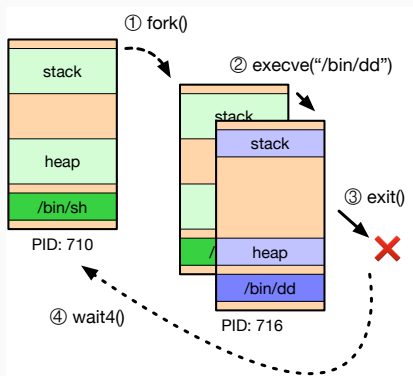 ① fork()
stack
heap
/bin/sh
PID: 710
② execve(“/bin/dd”)
stack
/
stack
heap
/bin/dd
PID: 716
③ exit()
④ wait4()